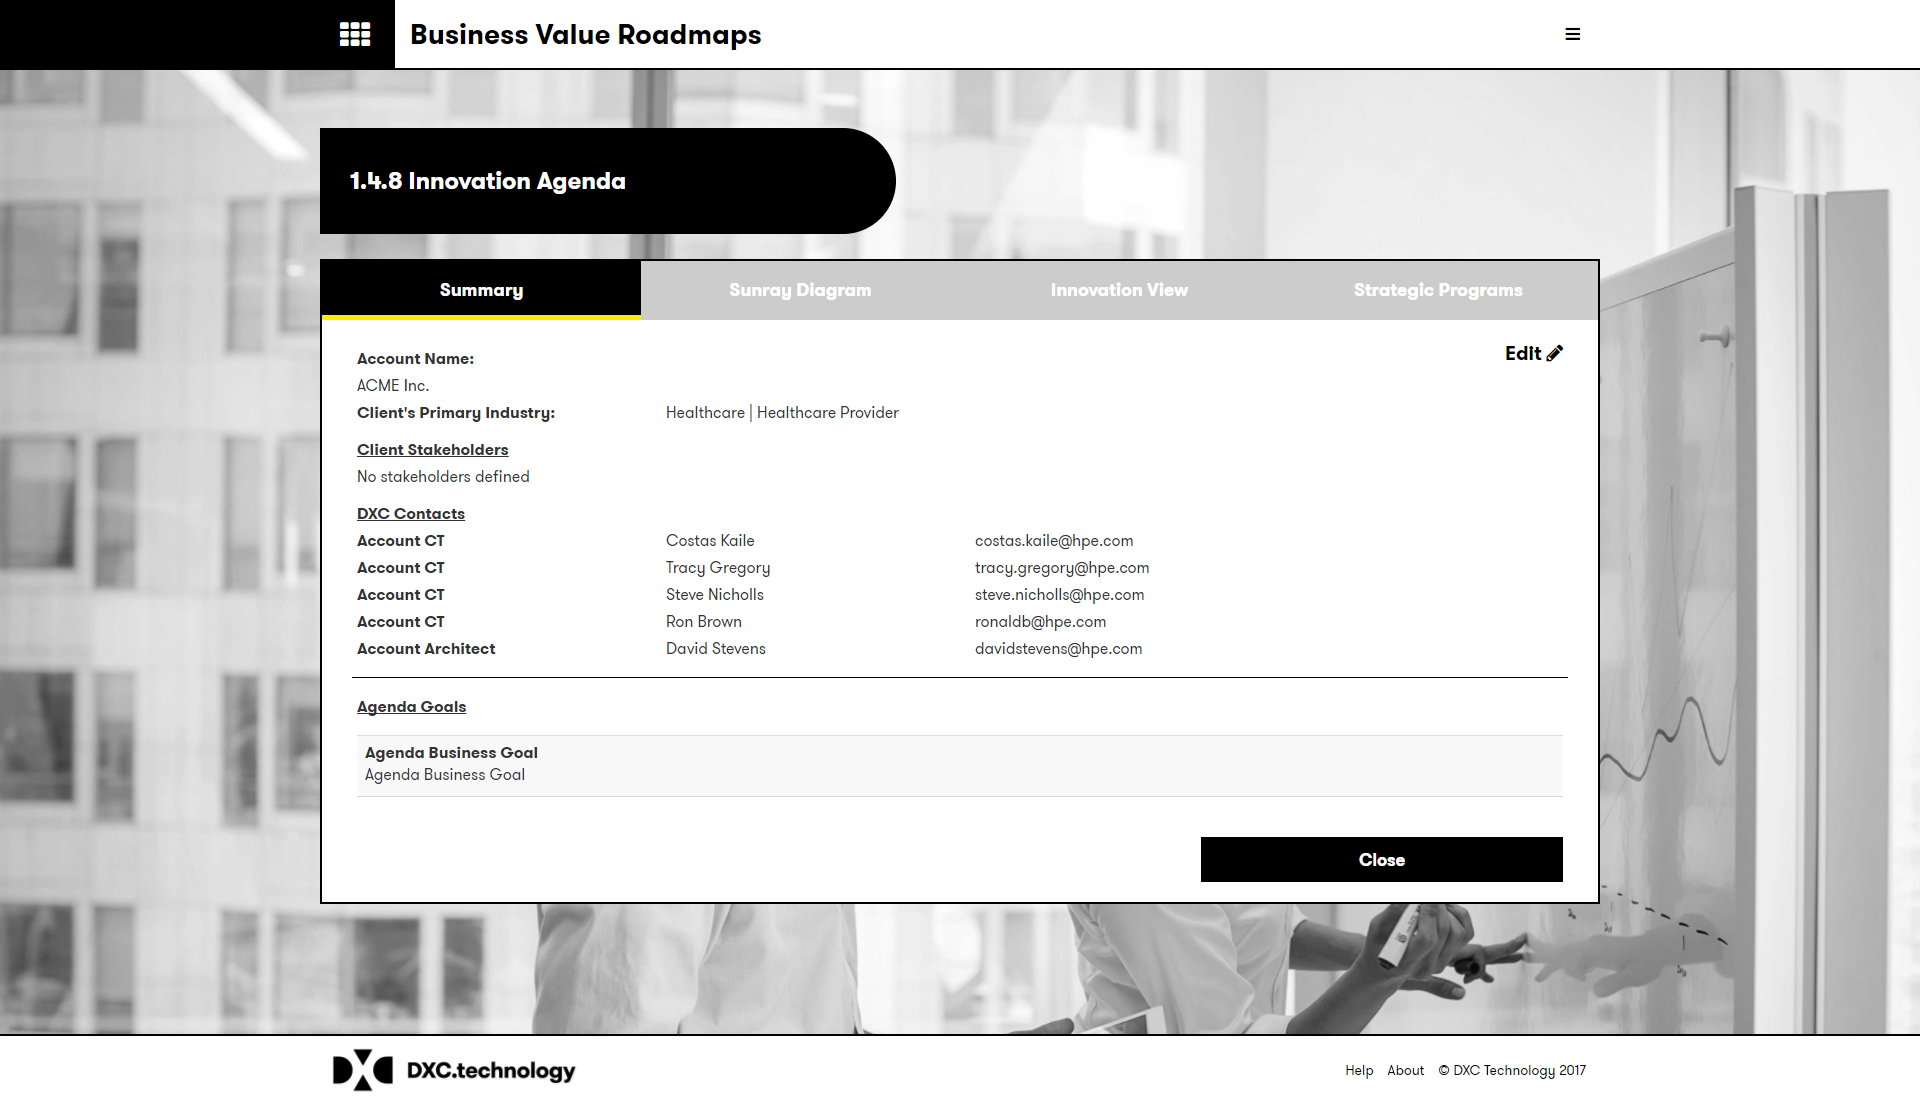 Business Value Roadmaps
1.4.8 Innovation Agenda
Summary
Sunray Diagram
Innovation View
Strategic Programs
Edit
Account Name:
ACME Inc.
Client's Primary Industry: Healthcare | Healthcare Provider
Client Stakeholders
No stakeholders defined
DXC Contacts
Account CT Costas Kaile costas.kaile@hpe.com
Account CT Tracy Gregory tracy.gregory@hpe.com
Account CT Steve Nicholls steve.nicholls@hpe.com
Account CT Ron Brown ronaldb@hpe.com
Account Architect David Stevens davidstevens@hpe.com
Agenda Goals
Agenda Business Goal
Agenda Business Goal
Close
DXC.technology
Help About © DXC Technology 2017